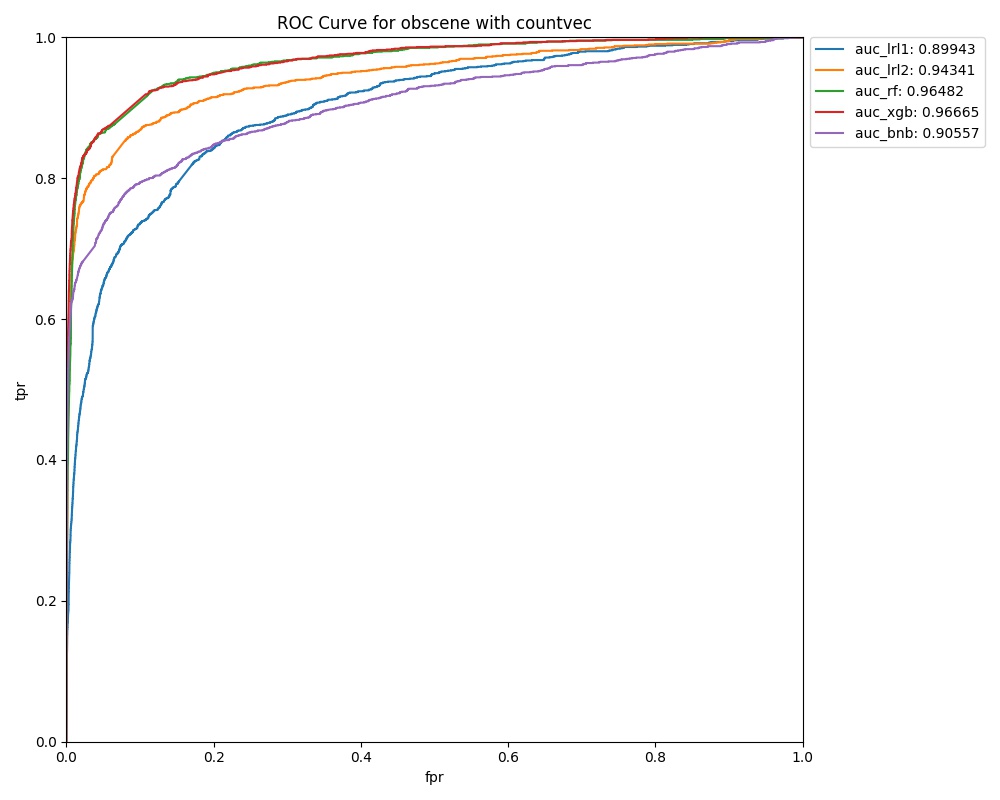 ROC Curve for obscene with countvec
auc_lrl1: 0.89943
auc_lrl2: 0.94341
auc_rf: 0.96482
auc_xgb: 0.96665
auc_bnb: 0.90557
1.0
0.8
0.6
0.4
0.2
0.0
tpr
0.0 0.2 0.4 0.6 0.8 1.0
fpr